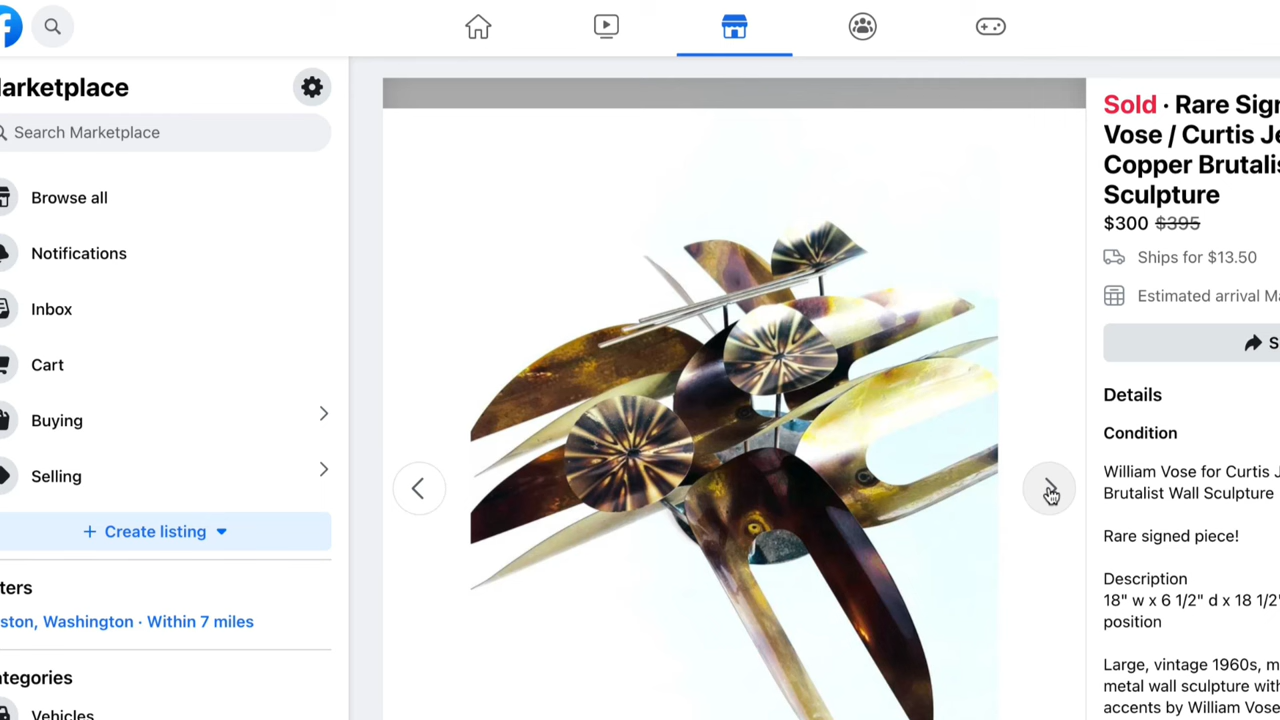 arketplace
Search Marketplace
Browse all
Notifications
Inbox
Cart
Buying
Selling
+ Create listing
ters
ston, Washington · Within 7 miles
ategories
Vehicles
Sold · Rare Sign
Vose / Curtis Je
Copper Brutalis
Sculpture
$300 $395
Ships for $13.50
Estimated arrival Ma
S
Details
Condition
William Vose for Curtis J
Brutalist Wall Sculpture
Rare signed piece!
Description
18" w x 6 1/2" d x 18 1/2"
position
Large, vintage 1960s, m
metal wall sculpture with
accents by William Vose